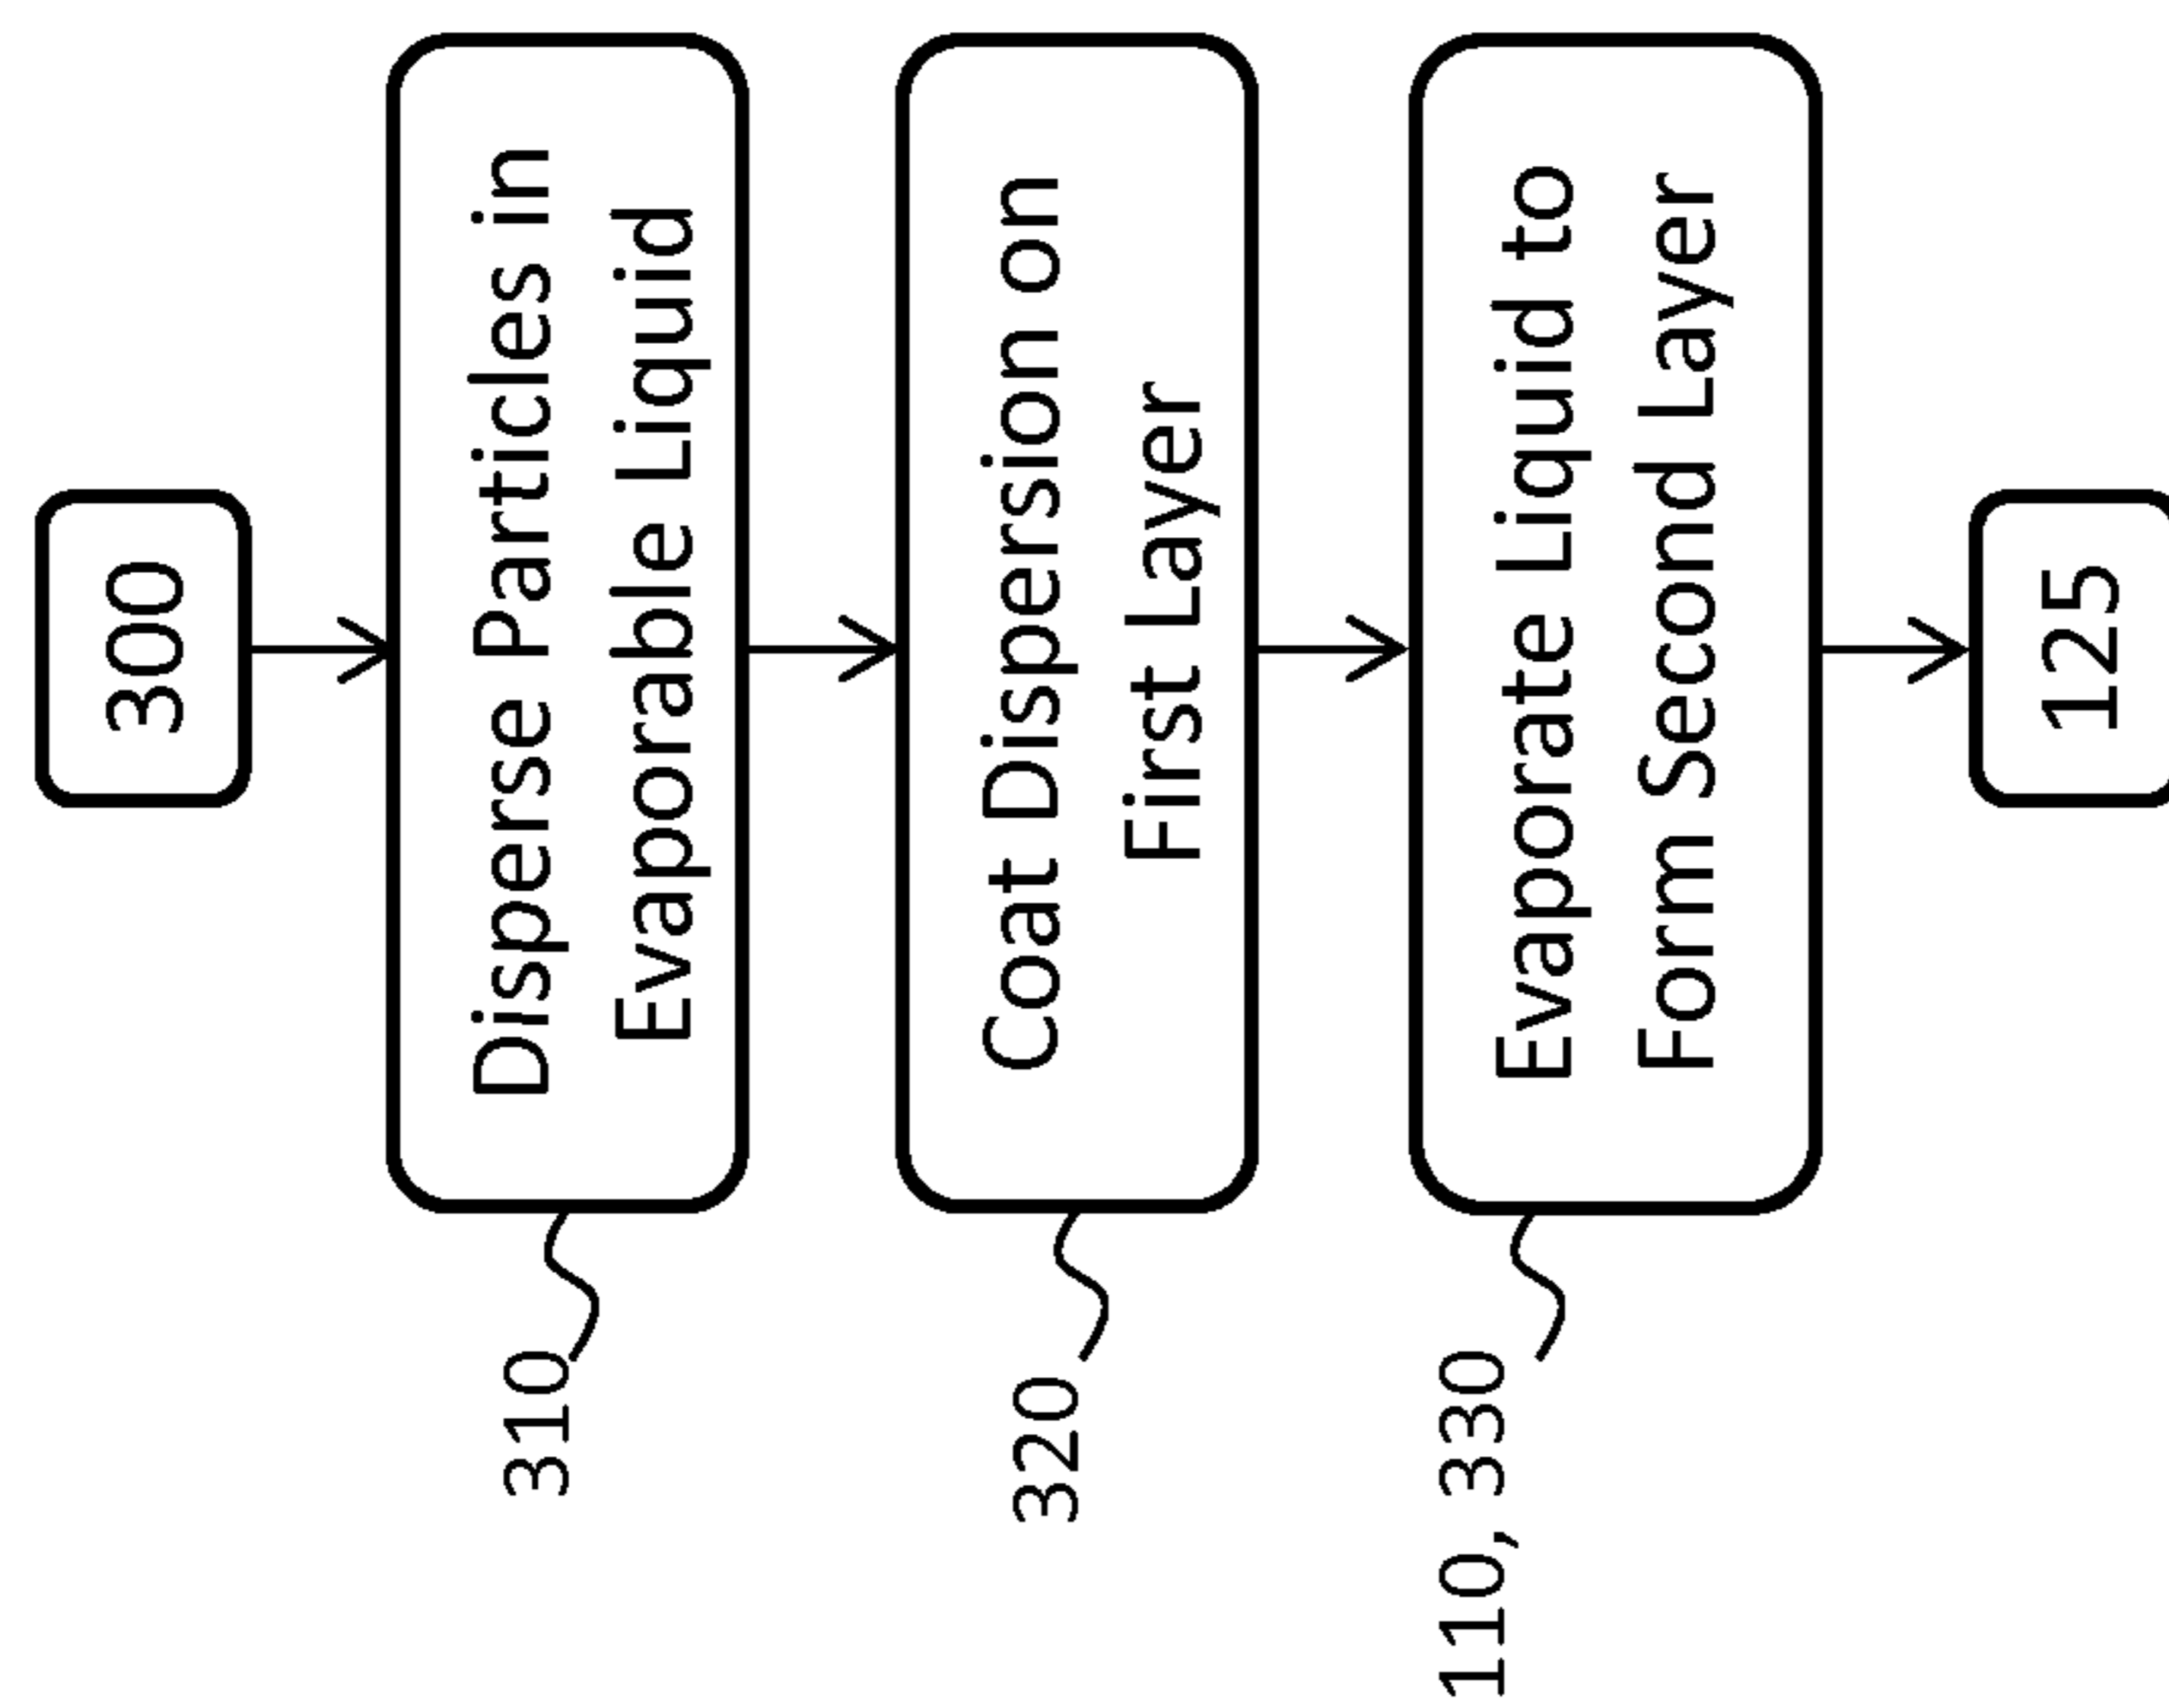 300
Disperse Particles in
Evaporable Liquid
310
Coat Dispersion on
First Layer
320
Evaporate Liquid to
Form Second Layer
110, 330
125